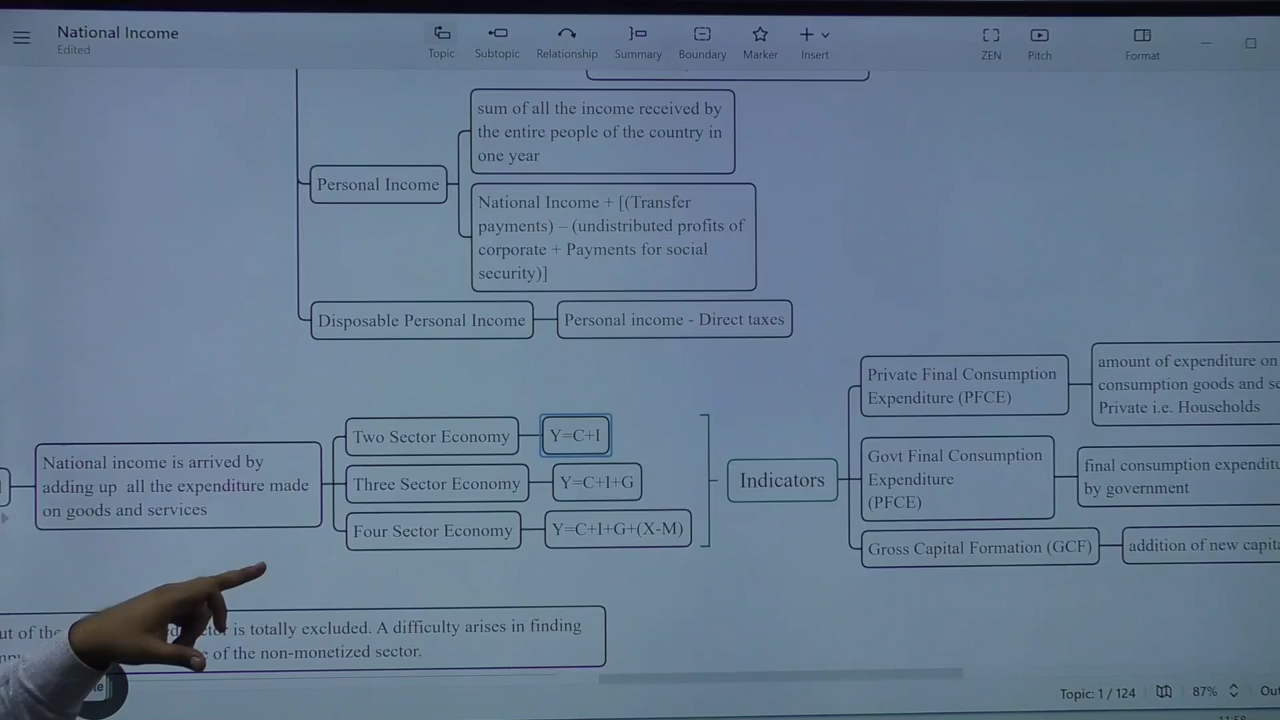 National Income
Edited
Topic
Subtopic
Relationship
Summary
Boundary
Marker
Insert
ZEN
Pitch
Format
sum of all the income received by
the entire people of the country in
one year
Personal Income
National Income + [(Transfer
payments) – (undistributed profits of
corporate + Payments for social
security)]
Disposable Personal Income
Personal income - Direct taxes
National income is arrived by
adding up all the expenditure made
on goods and services
Two Sector Economy
Y=C+I
Three Sector Economy
Y=C+I+G
Four Sector Economy
Y=C+I+G+(X-M)
Indicators
Private Final Consumption
Expenditure (PFCE)
amount of expenditure on
consumption goods and se
Private i.e. Households
Govt Final Consumption
Expenditure
(PFCE)
final consumption expenditu
by government
Gross Capital Formation (GCF)
addition of new capita
ut of the is totally excluded. A difficulty arises in finding
of the non-monetized sector.
Topic: 1 / 124
87%
Out